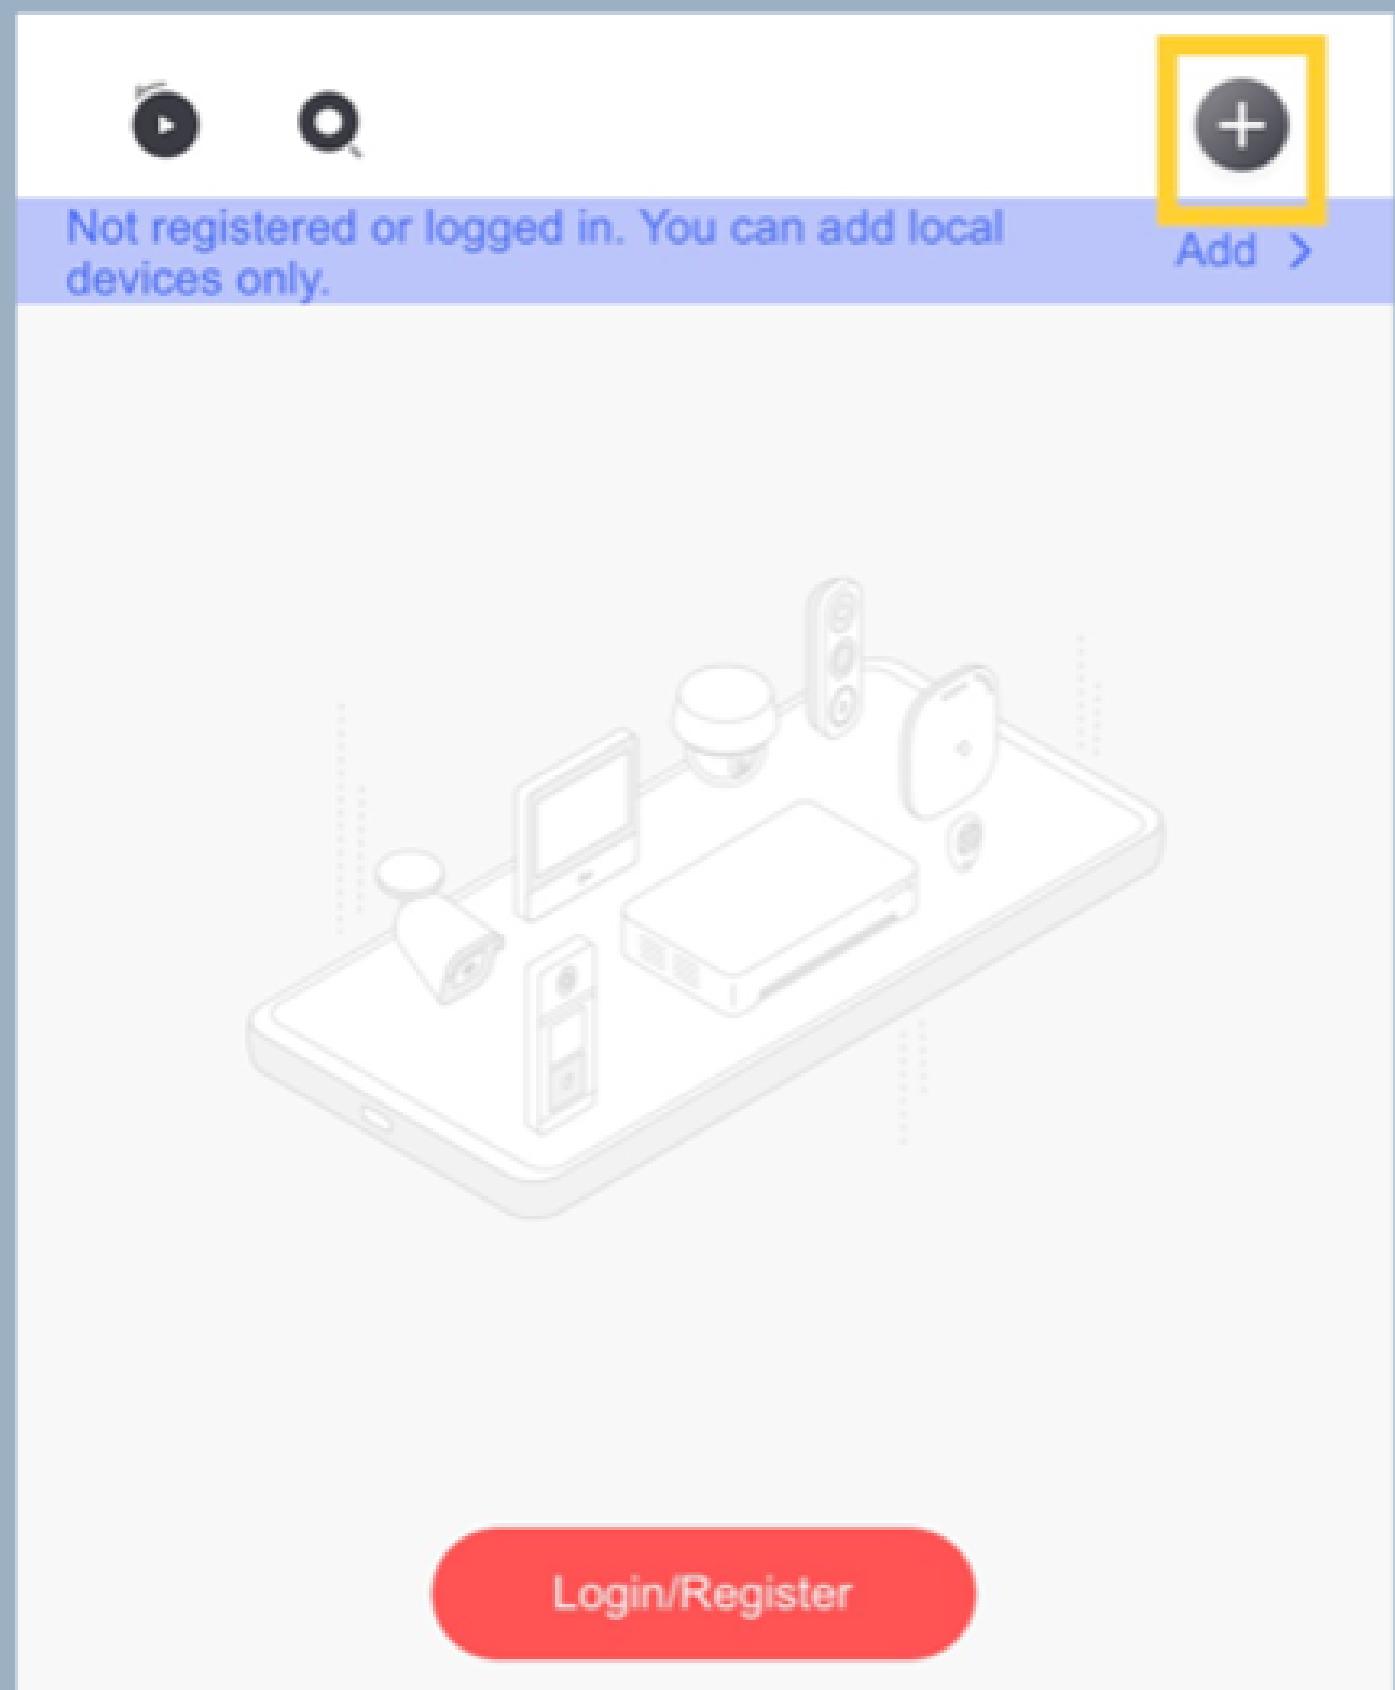 Not registered or logged in. You can add local
devices only.
Add
Login/Register